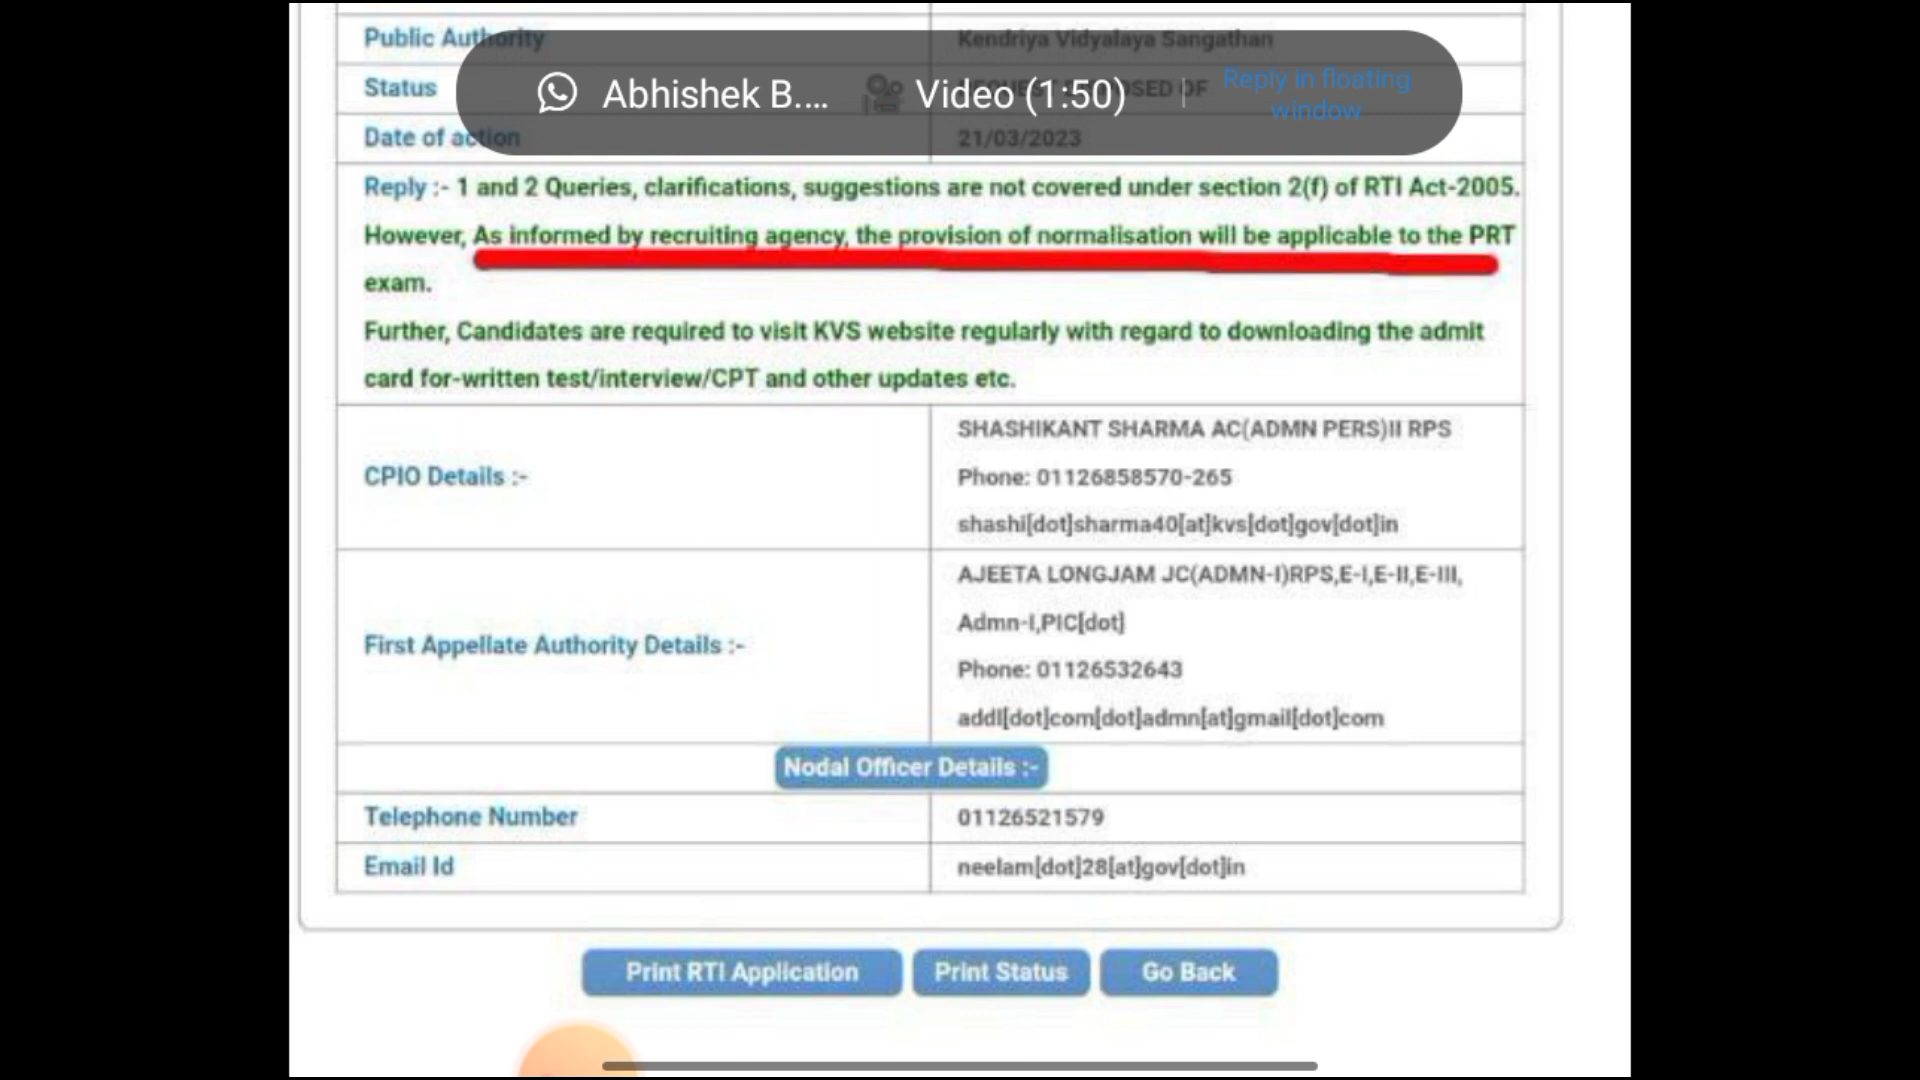 Public Authority
Kendriya Vidyalaya Sangathan
Abhishek B.... Video (1:50)
Reply in floating
window
Status
SED OF
Date of action
21/03/2023
Reply :- 1 and 2 Queries, clarifications, suggestions are not covered under section 2(f) of RTI Act-2005.
However, As informed by recruiting agency, the provision of normalisation will be applicable to the PRT
exam.
Further, Candidates are required to visit KVS website regularly with regard to downloading the admit
card for-written test/interview/CPT and other updates etc.
CPIO Details :-
SHASHIKANT SHARMA AC(ADMN PERS)II RPS
Phone: 01126858570-265
shashi[dot]sharma40[at]kvs[dot]gov[dot]in
First Appellate Authority Details :-
AJEETA LONGJAM JC(ADMN-I)RPS,E-I,E-II,E-III,
Admn-I,PIC[dot]
Phone: 01126532643
addl[dot]com[dot]admn[at]gmail[dot]com
Nodal Officer Details :-
Telephone Number
01126521579
Email Id
neelam[dot]28[at]gov[dot]in
Print RTI Application
Print Status
Go Back